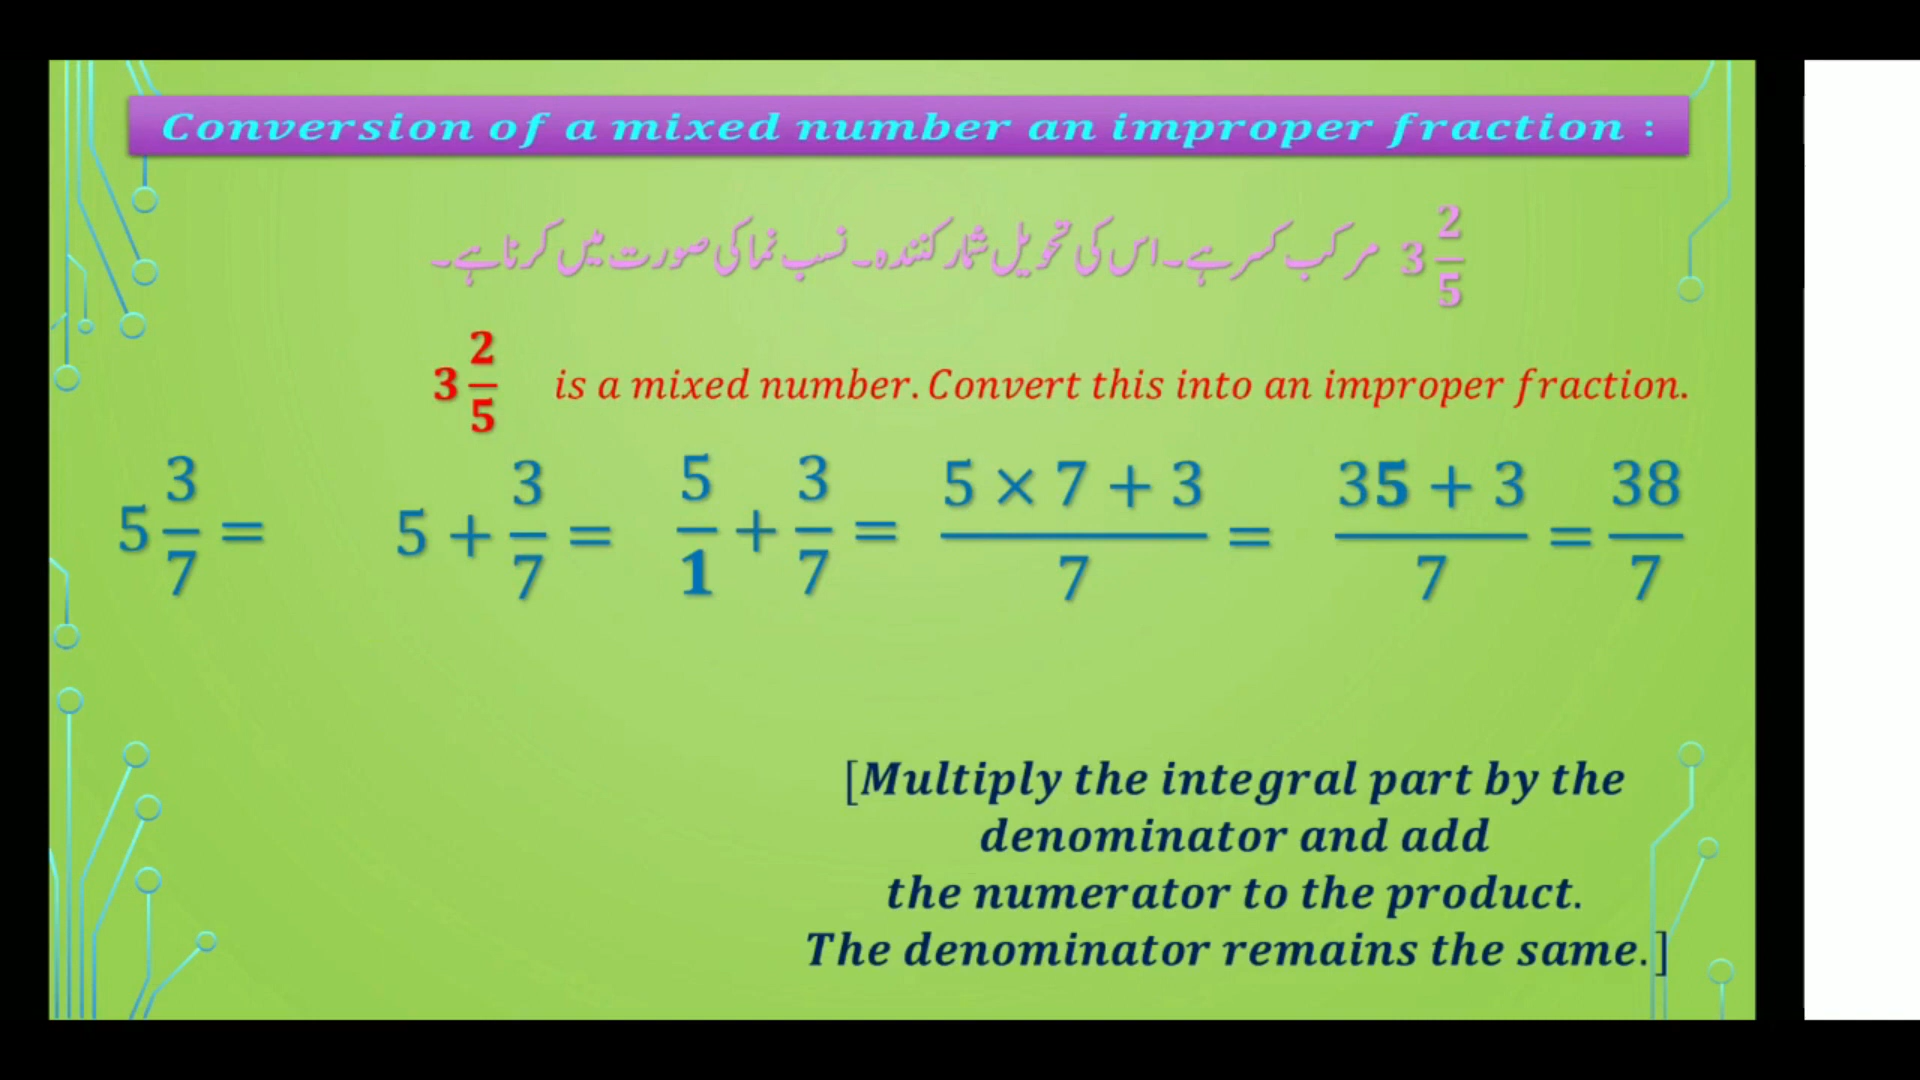 Conversion of a mixed number an improper fraction :
3 2/5 مرکب کسر ہے۔ اس کی تحویل شمار کنندہ۔ نسب نما کی صورت میں کرنا ہے۔
3 2/5 is a mixed number. Convert this into an improper fraction.
5 3/7 = 5 + 3/7 = 5/1 + 3/7 = (5 × 7 + 3)/7 = (35 + 3)/7 = 38/7
[Multiply the integral part by the
denominator and add
the numerator to the product.
The denominator remains the same.]